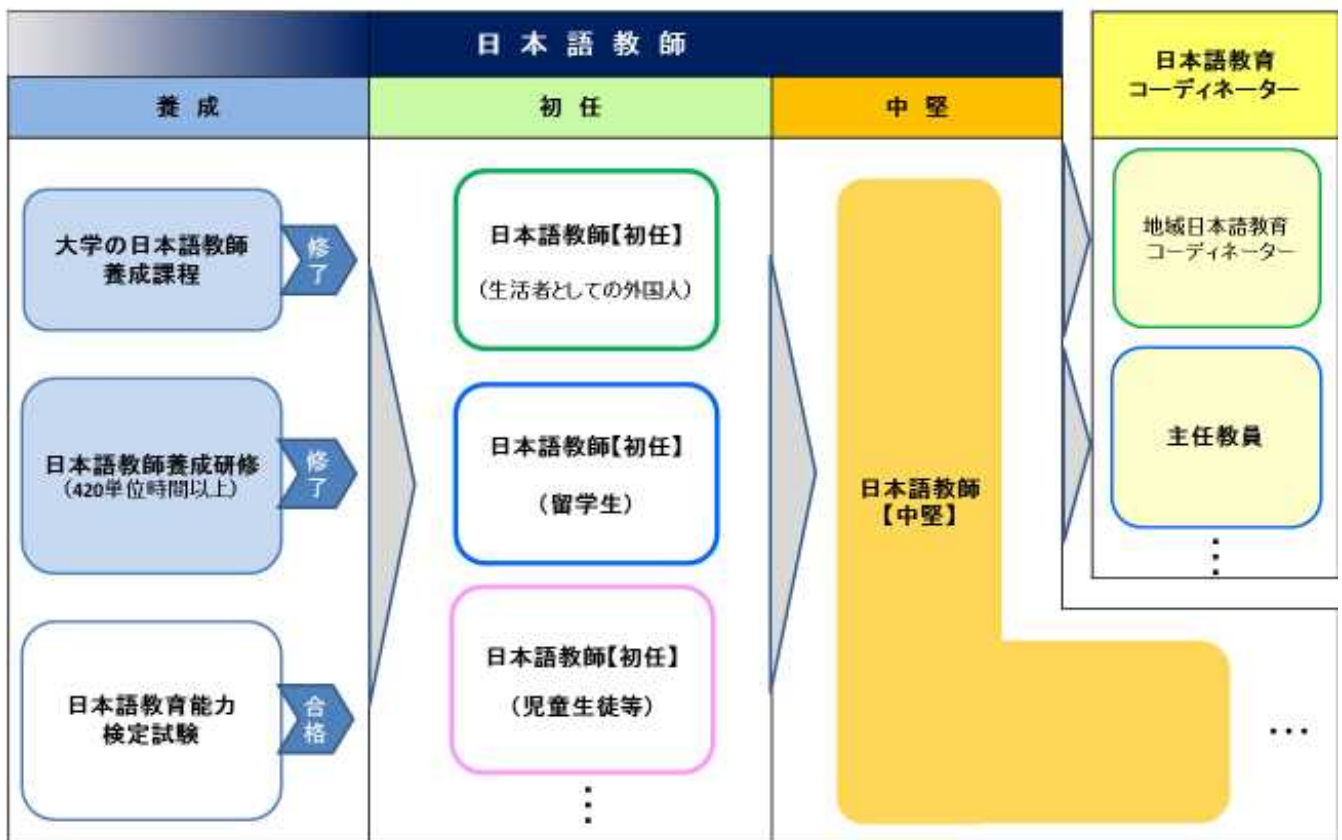 日本語教師
養成
初任
中堅
日本語教育
コーディネーター
大学の日本語教師
養成課程
修了
日本語教師養成研修
（420単位時間以上）
修了
日本語教育能力
検定試験
合格
日本語教師【初任】
（生活者としての外国人）
日本語教師【初任】
（留学生）
日本語教師【初任】
（児童生徒等）
⋮
日本語教師
【中堅】
地域日本語教育
コーディネーター
主任教員
⋮
…